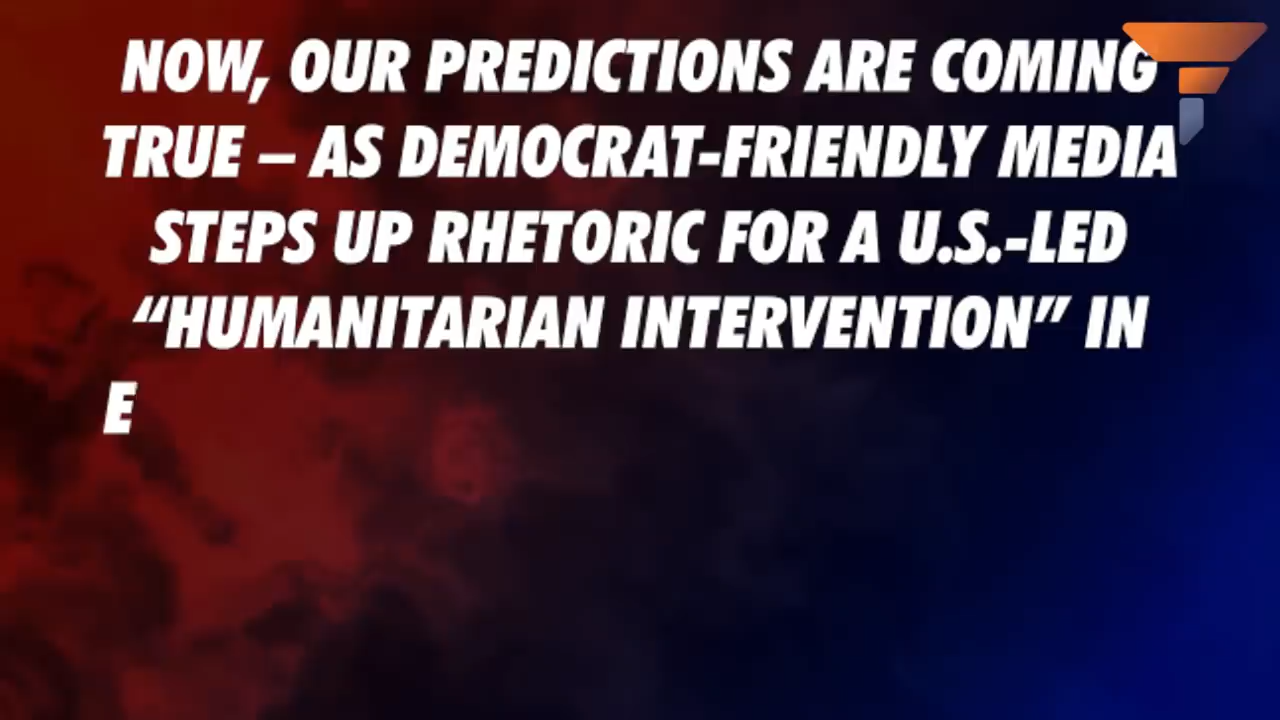 NOW, OUR PREDICTIONS ARE COMING
TRUE – AS DEMOCRAT-FRIENDLY MEDIA
STEPS UP RHETORIC FOR A U.S.-LED
“HUMANITARIAN INTERVENTION” IN
E